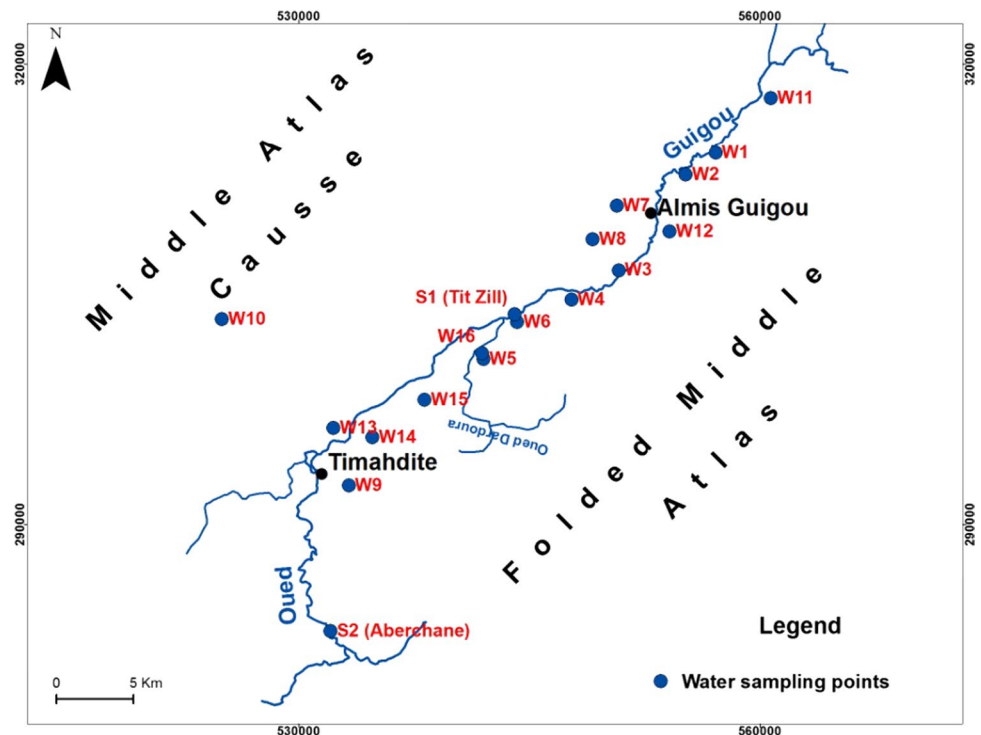 530000
560000
N
320000
320000
Middle Atlas
Causse
W11
Guigou
W1
W2
W7
Almis Guigou
W12
W8
W3
W4
S1 (Tit Zill)
W6
W10
W16
W5
W15
Folded Middle
Atlas
W13
W14
Oued Dardoura
Timahdite
W9
290000
290000
Oued
S2 (Aberchane)
Legend
Water sampling points
0 5 Km
530000
560000